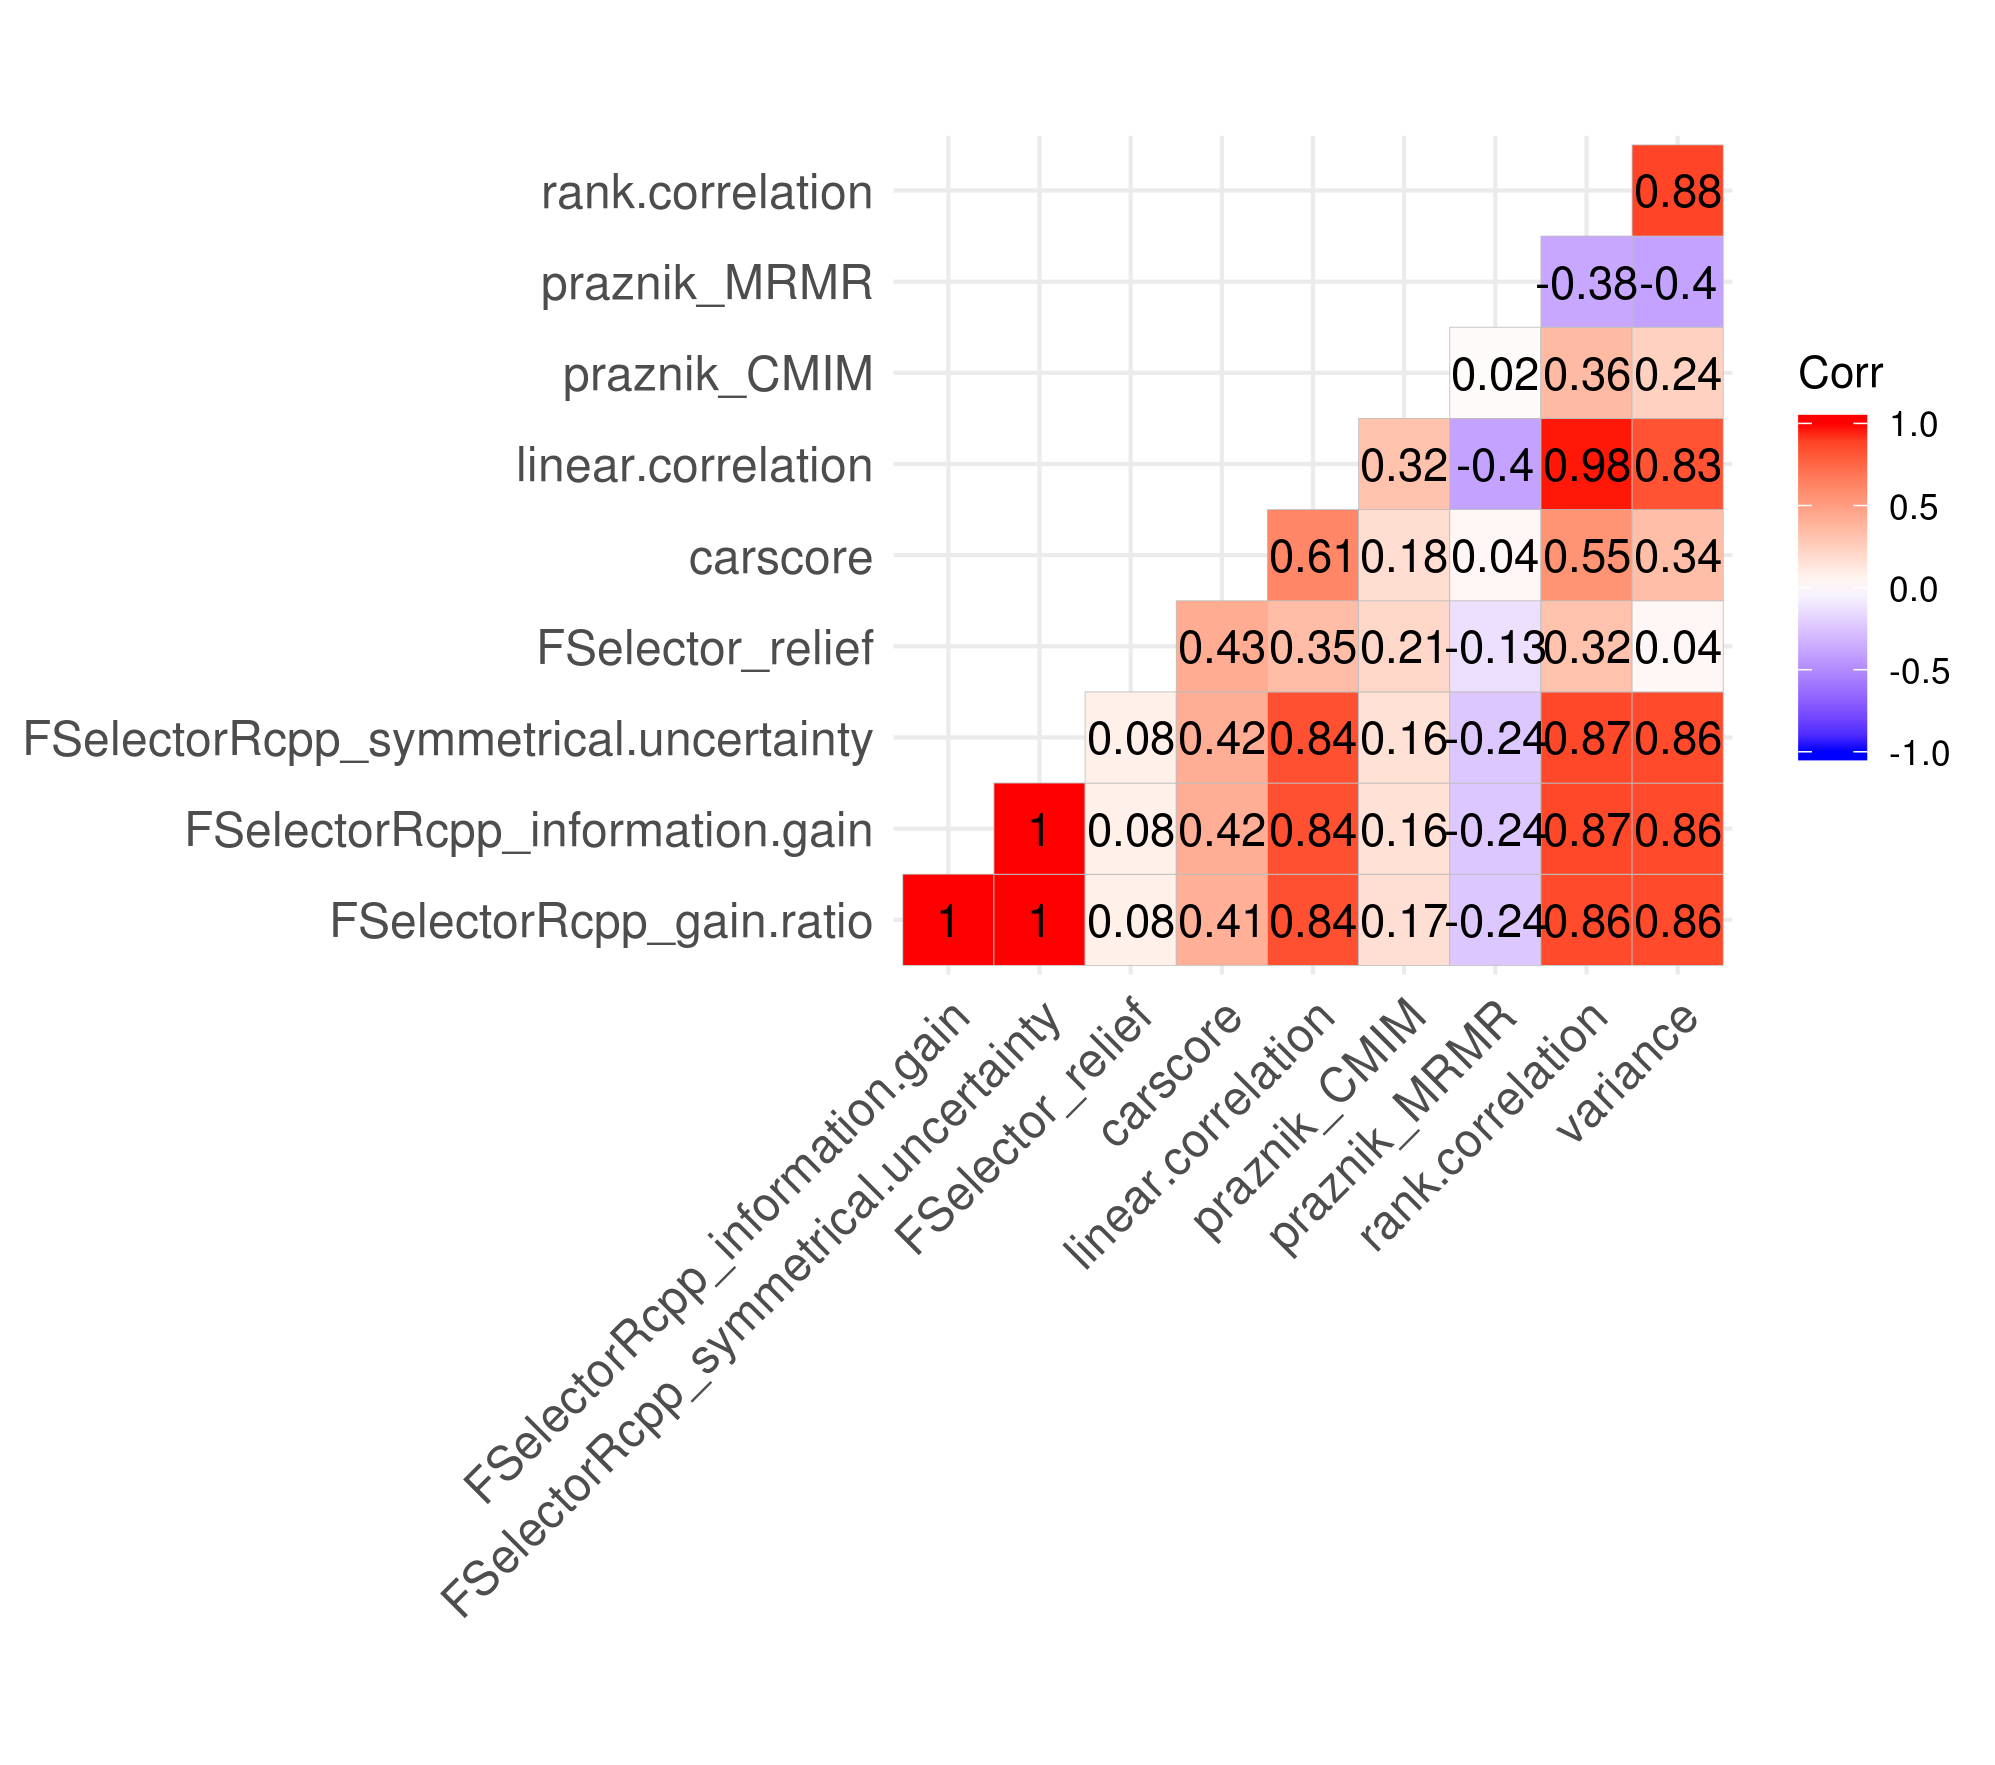 rank.correlation 0.88
praznik_MRMR -0.38 -0.4
praznik_CMIM 0.02 0.36 0.24
linear.correlation 0.32 -0.4 0.98 0.83
carscore 0.61 0.18 0.04 0.55 0.34
FSelector_relief 0.43 0.35 0.21 -0.13 0.32 0.04
FSelectorRcpp_symmetrical.uncertainty 0.08 0.42 0.84 0.16 -0.24 0.87 0.86
FSelectorRcpp_information.gain 1 0.08 0.42 0.84 0.16 -0.24 0.87 0.86
FSelectorRcpp_gain.ratio 1 1 0.08 0.41 0.84 0.17 -0.24 0.86 0.86
FSelectorRcpp_information.gain
FSelectorRcpp_symmetrical.uncertainty
FSelector_relief
carscore
linear.correlation
praznik_CMIM
praznik_MRMR
rank.correlation
variance
Corr
1.0
0.5
0.0
-0.5
-1.0